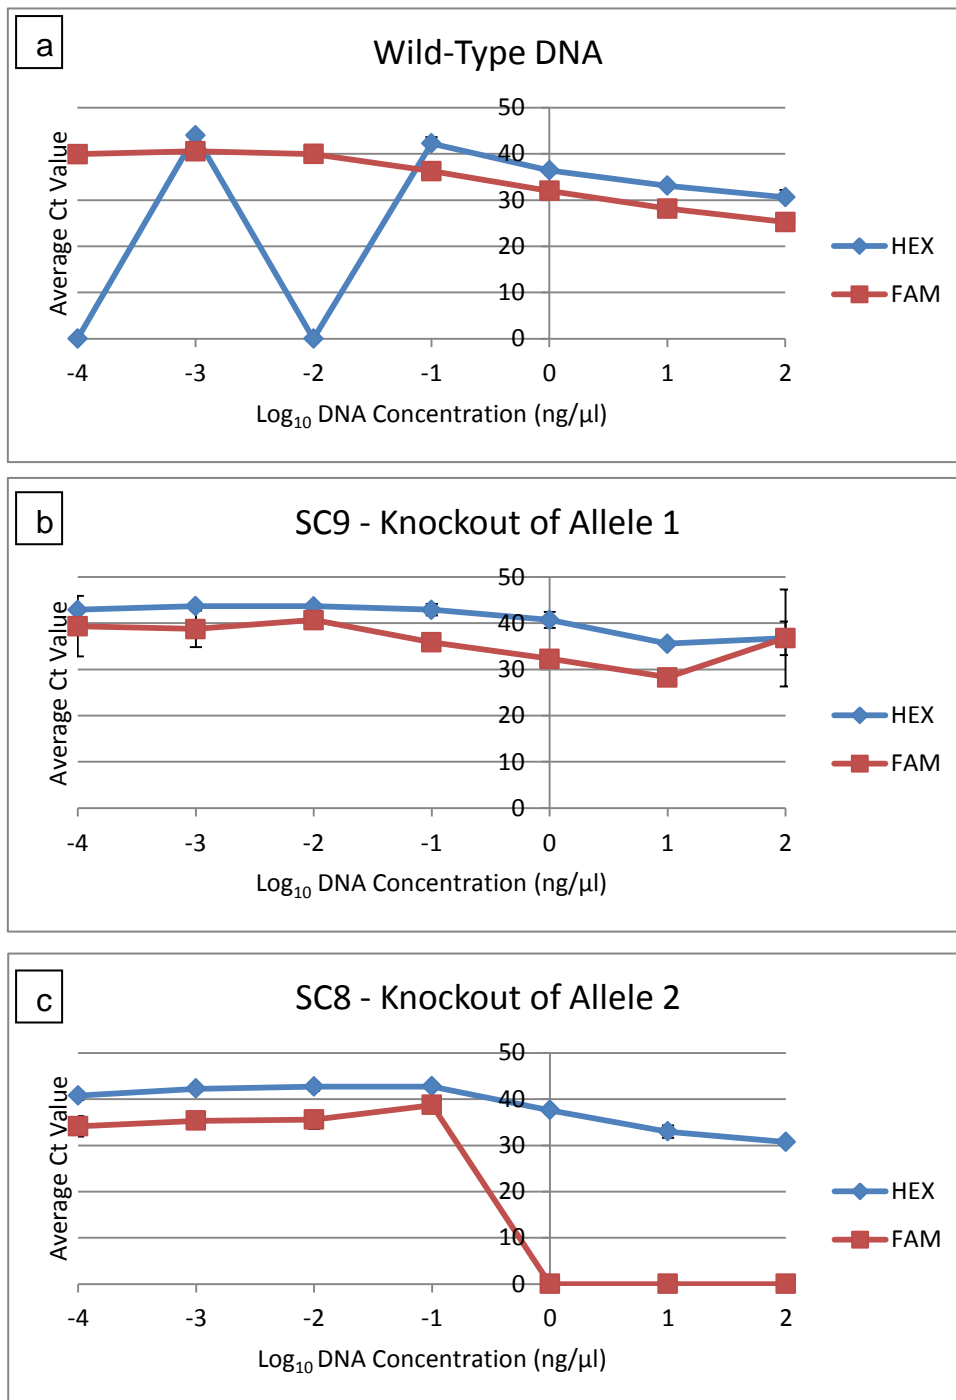 a
Wild-Type DNA
Average Ct Value
50
40
30
20
10
0
-4 -3 -2 -1 0 1 2
Log10 DNA Concentration (ng/µl)
HEX
FAM
b
SC9 - Knockout of Allele 1
Average Ct Value
50
40
30
20
10
0
-4 -3 -2 -1 0 1 2
Log10 DNA Concentration (ng/µl)
HEX
FAM
c
SC8 - Knockout of Allele 2
Average Ct Value
50
40
30
20
10
0
-4 -3 -2 -1 0 1 2
Log10 DNA Concentration (ng/µl)
HEX
FAM